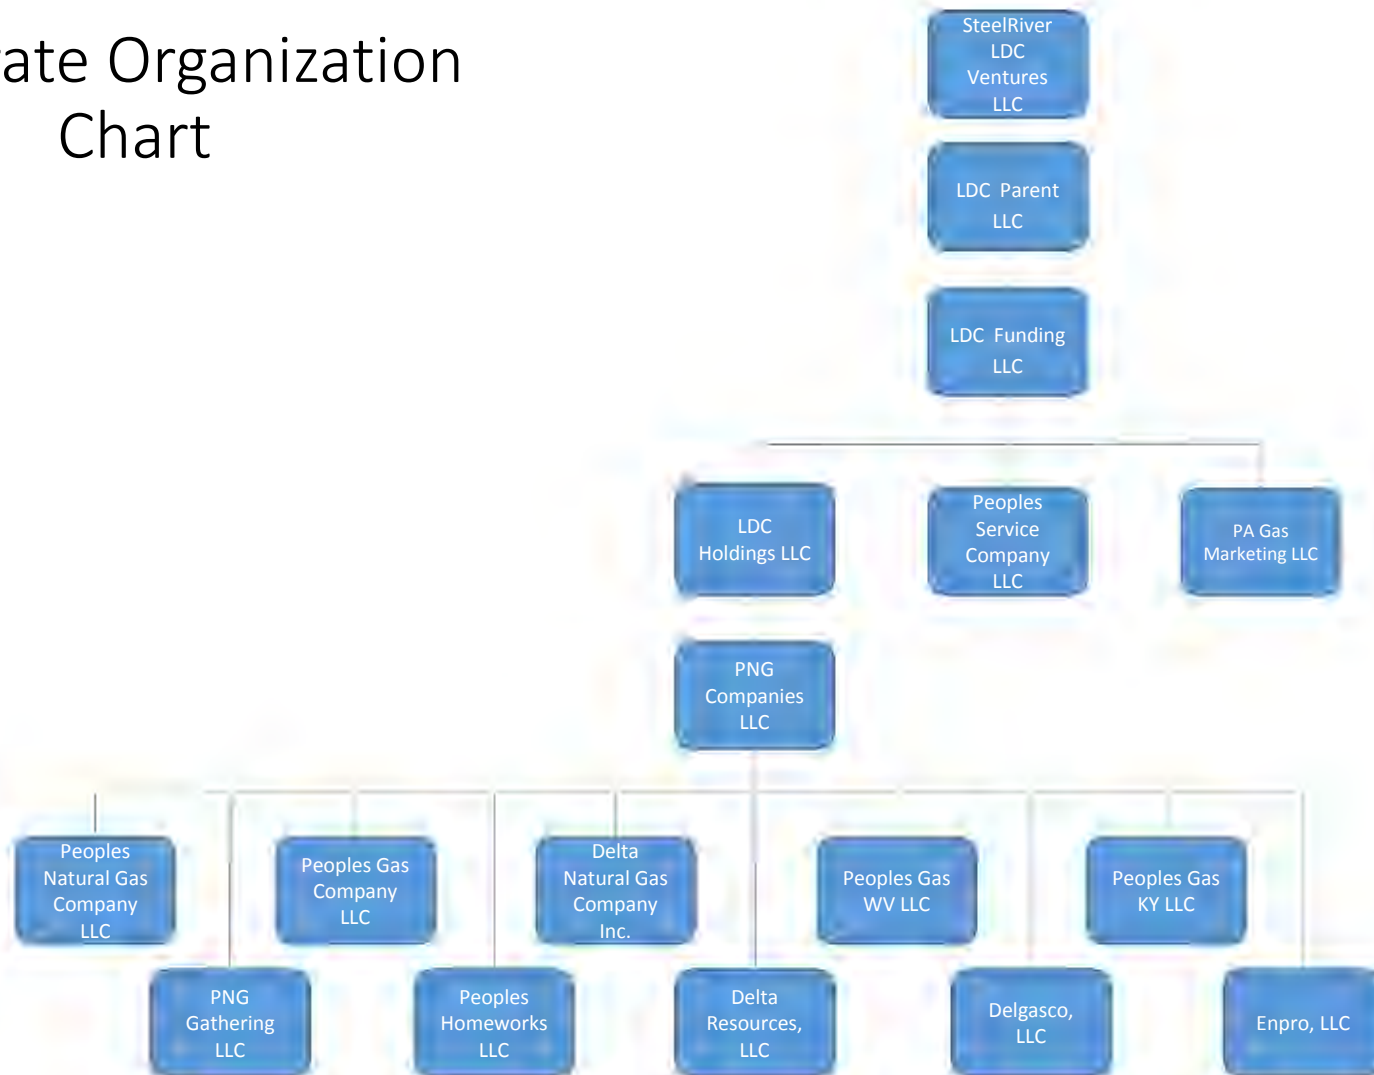 ate Organization
Chart
SteelRiver
LDC
Ventures
LLC
LDC Parent
LLC
LDC Funding
LLC
LDC
Holdings LLC
Peoples
Service
Company
LLC
PA Gas
Marketing LLC
PNG
Companies
LLC
Peoples
Natural Gas
Company
LLC
Peoples Gas
Company
LLC
Delta
Natural Gas
Company
Inc.
Peoples Gas
WV LLC
Peoples Gas
KY LLC
PNG
Gathering
LLC
Peoples
Homeworks
LLC
Delta
Resources,
LLC
Delgasco,
LLC
Enpro, LLC